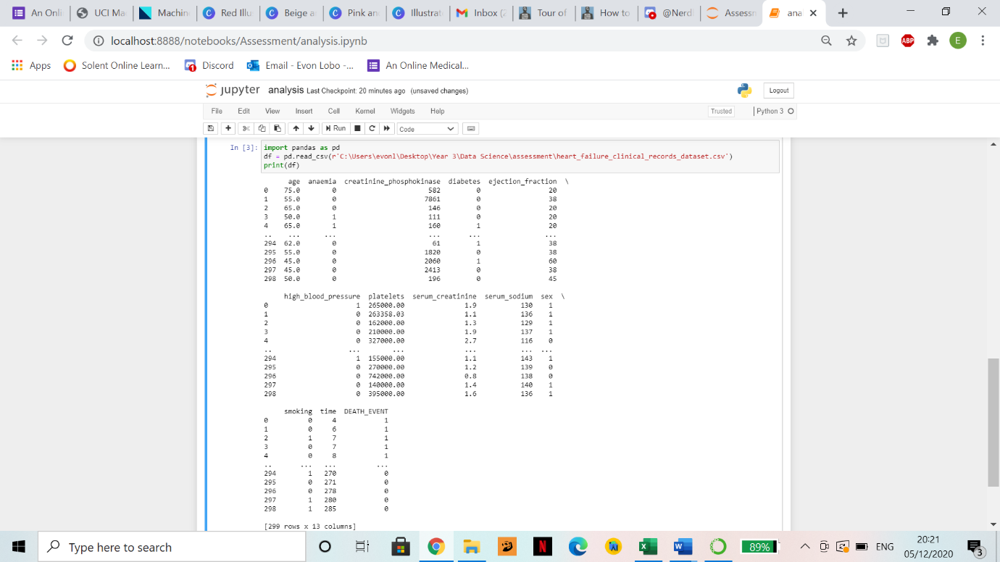 An Onli UCI Ma Machin Red Illu Beige a Pink an Illustrat Inbox (2 Tour of How to @Nerd Assessn ana
localhost:8888/notebooks/Assessment/analysis.ipynb
ABP E
Apps Solent Online Learn... Discord Email - Evon Lobo -... An Online Medical...
jupyter analysis Last Checkpoint: 20 minutes ago (unsaved changes) Logout
File Edit View Insert Cell Kernel Widgets Help Trusted Python 3
Run Code
In [3]: import pandas as pd
df = pd.read_csv(r'C:\Users\evonl\Desktop\Year 3\Data Science\assessment\heart_failure_clinical_records_dataset.csv')
print(df)
age anaemia creatinine_phosphokinase diabetes ejection_fraction \
0 75.0 0 582 0 20
1 55.0 0 7861 0 38
2 65.0 0 146 0 20
3 50.0 1 111 0 20
4 65.0 1 160 1 20
.. ... ... ... ... ...
294 62.0 0 61 1 38
295 55.0 0 1820 0 38
296 45.0 0 2060 1 60
297 45.0 0 2413 0 38
298 50.0 0 196 0 45
high_blood_pressure platelets serum_creatinine serum_sodium sex \
0 1 265000.00 1.9 130 1
1 0 263358.03 1.1 136 1
2 0 162000.00 1.3 129 1
3 0 210000.00 1.9 137 1
4 0 327000.00 2.7 116 0
.. ... ... ... ... ...
294 1 155000.00 1.1 143 1
295 0 270000.00 1.2 139 0
296 0 742000.00 0.8 138 0
297 0 140000.00 1.4 140 1
298 0 395000.00 1.6 136 1
smoking time DEATH_EVENT
0 0 4 1
1 0 6 1
2 1 7 1
3 0 7 1
4 0 8 1
.. ... ... ...
294 1 270 0
295 0 271 0
296 0 278 0
297 1 280 0
298 1 285 0
[299 rows x 13 columns]
Type here to search 89% ENG 20:21
05/12/2020 3